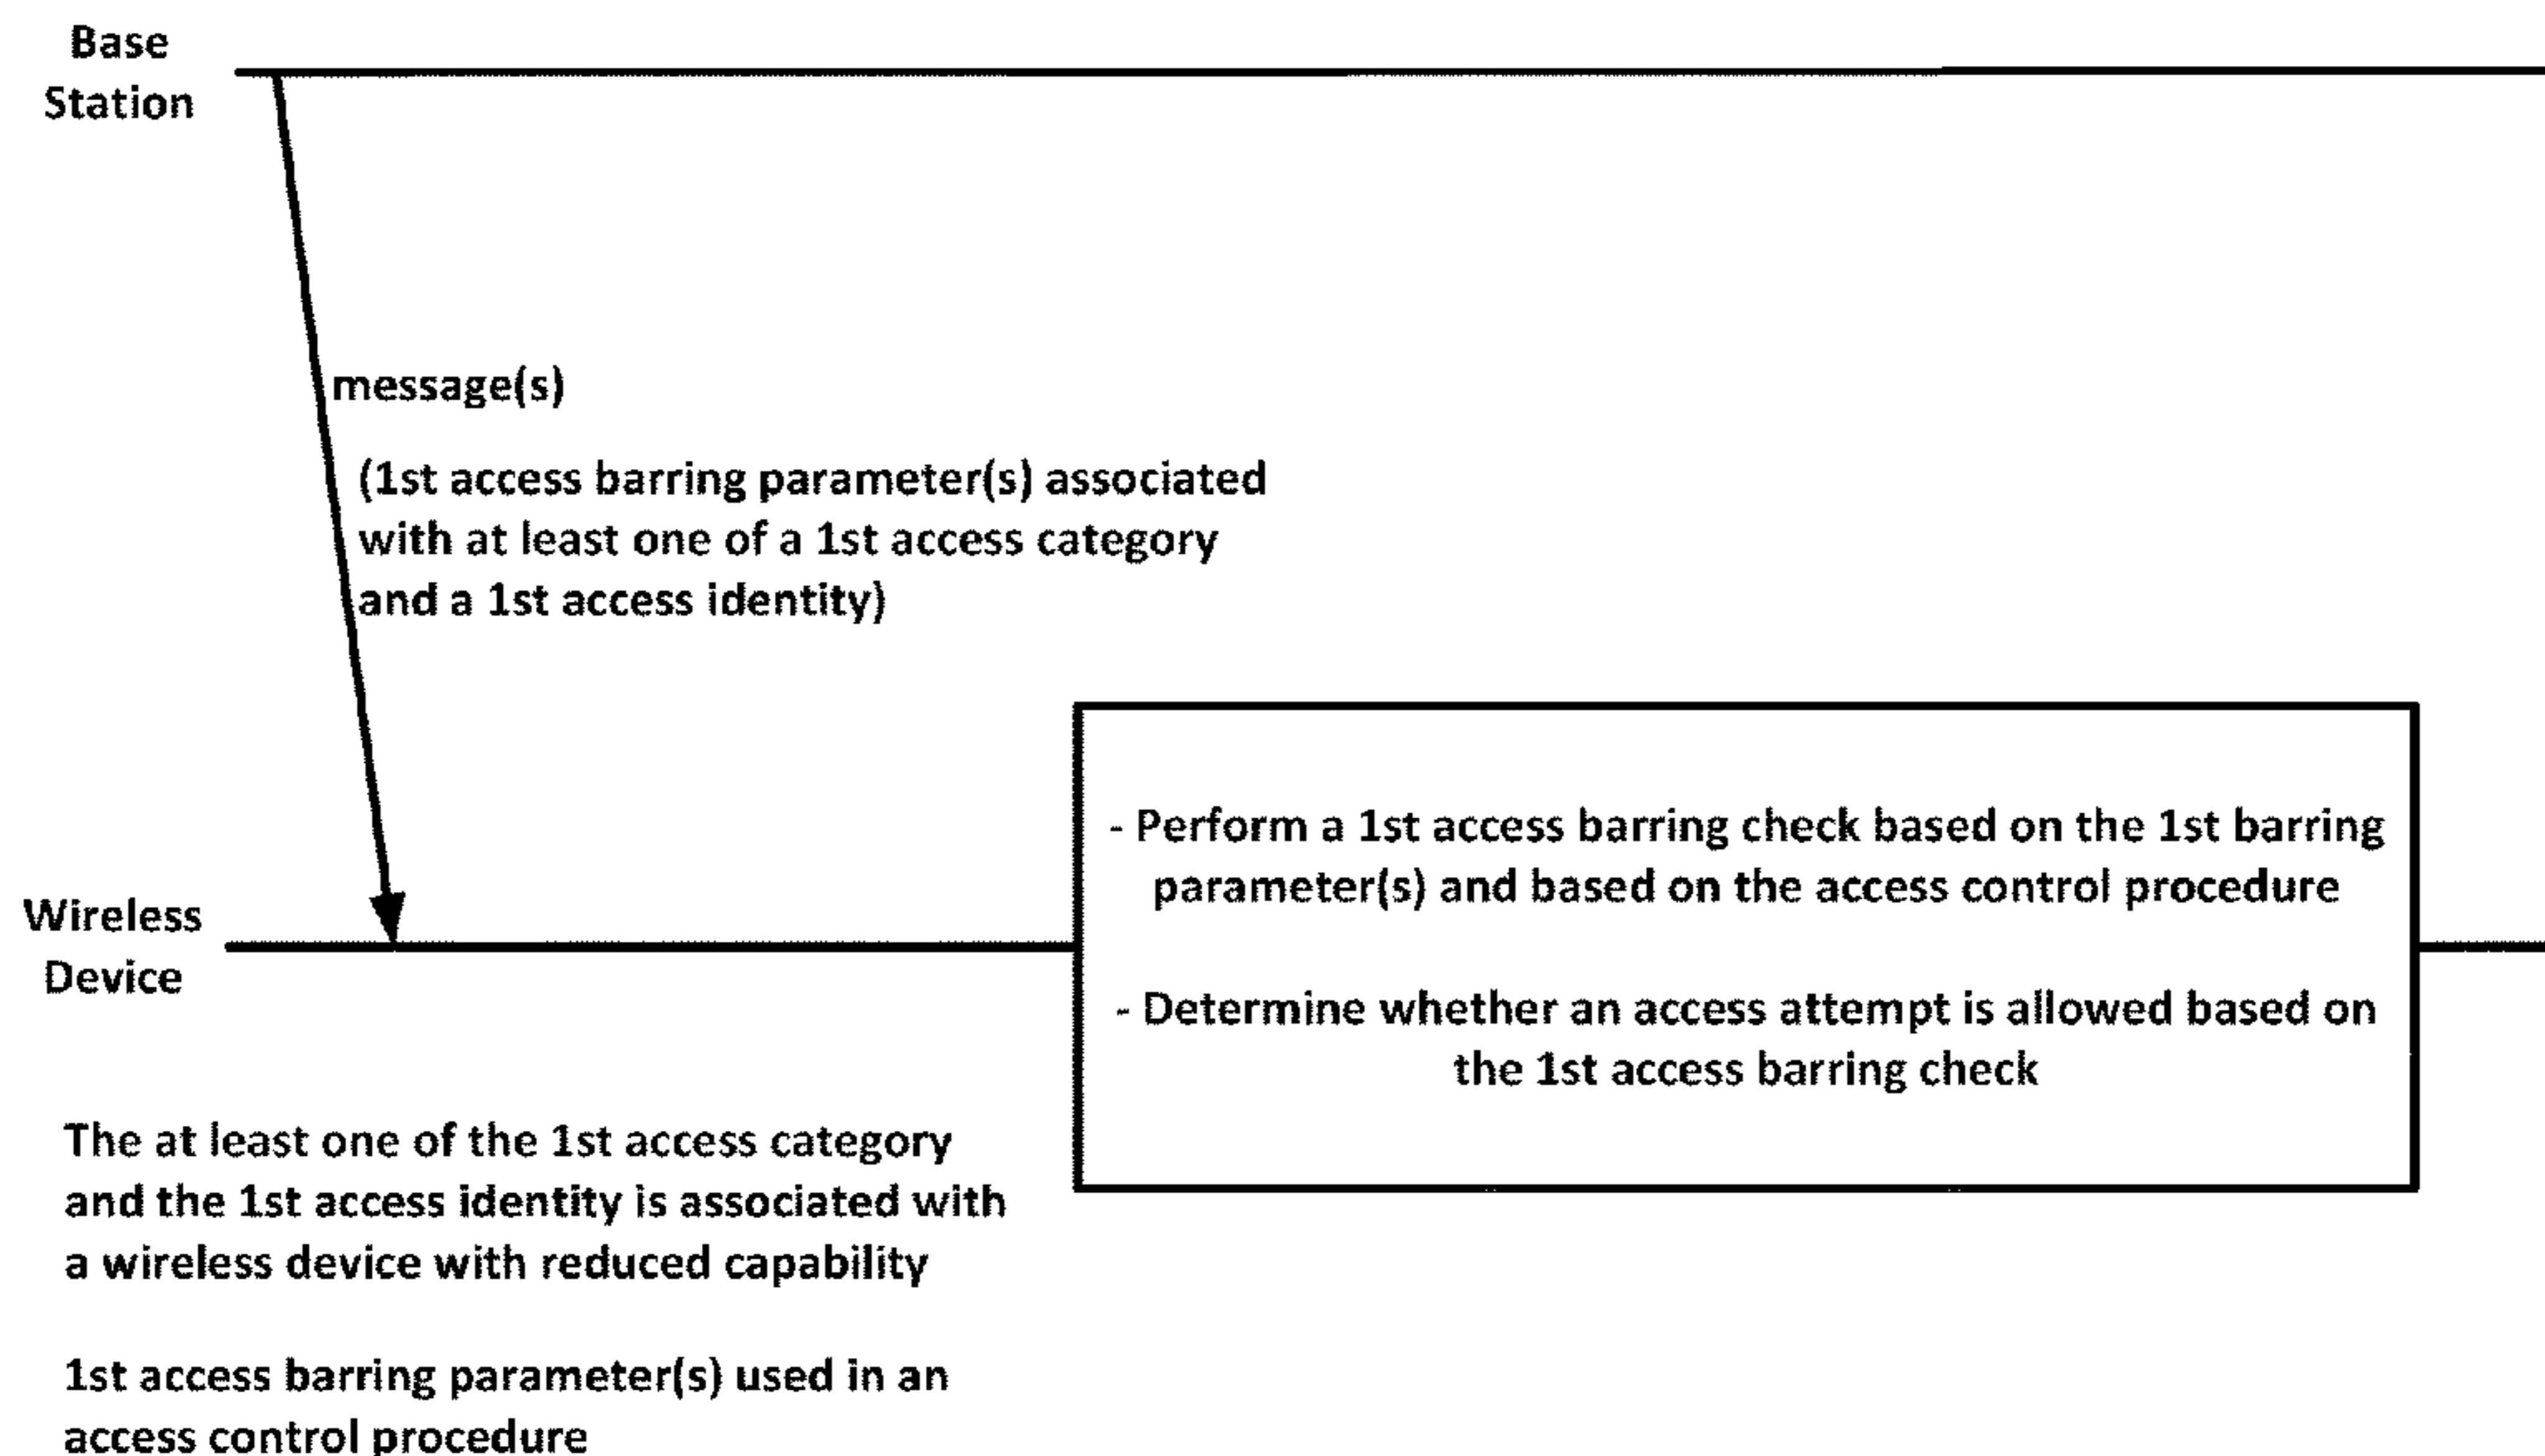 Base
Station
message(s)
(1st access barring parameter(s) associated
with at least one of a 1st access category
and a 1st access identity)
- Perform a 1st access barring check based on the 1st barring
parameter(s) and based on the access control procedure
- Determine whether an access attempt is allowed based on
the 1st access barring check
Wireless
Device
The at least one of the 1st access category
and the 1st access identity is associated with
a wireless device with reduced capability
1st access barring parameter(s) used in an
access control procedure